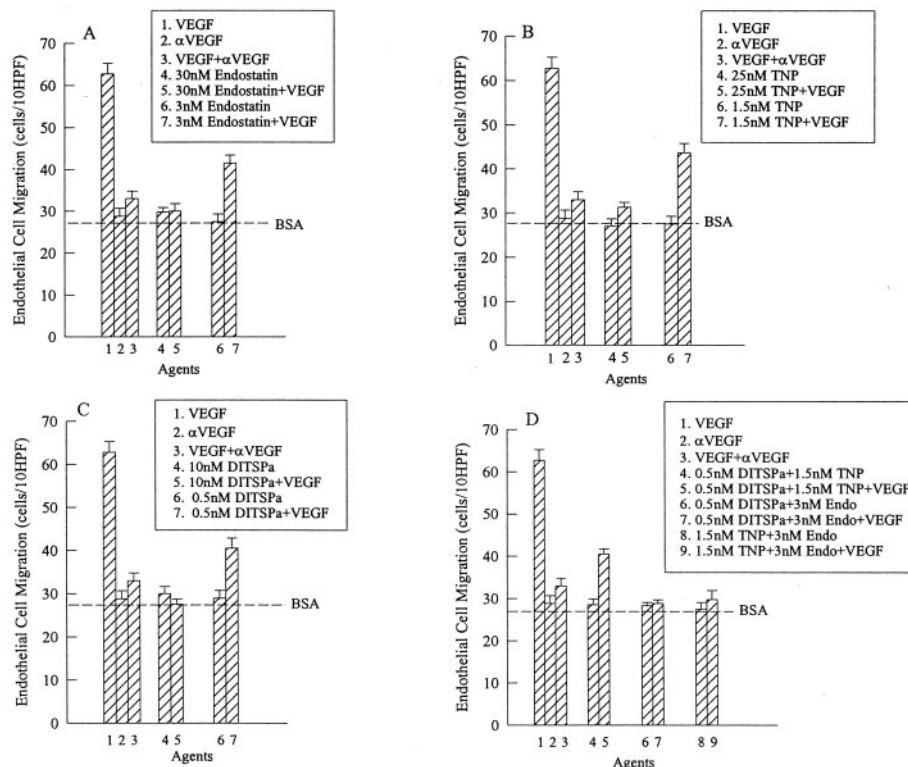 A
1. VEGF
2. αVEGF
3. VEGF+αVEGF
4. 30nM Endostatin
5. 30nM Endostatin+VEGF
6. 3nM Endostatin
7. 3nM Endostatin+VEGF
Endothelial Cell Migration (cells/10HPF)
70
60
50
40
30
20
10
0
BSA
1 2 3 4 5 6 7
Agents
B
1. VEGF
2. αVEGF
3. VEGF+αVEGF
4. 25nM TNP
5. 25nM TNP+VEGF
6. 1.5nM TNP
7. 1.5nM TNP+VEGF
Endothelial Cell Migration (cells/10HPF)
70
60
50
40
30
20
10
0
BSA
1 2 3 4 5 6 7
Agents
C
1. VEGF
2. αVEGF
3. VEGF+αVEGF
4. 10nM DITSPa
5. 10nM DITSPa+VEGF
6. 0.5nM DITSPa
7. 0.5nM DITSPa+VEGF
Endothelial Cell Migration (cells/10HPF)
70
60
50
40
30
20
10
0
BSA
1 2 3 4 5 6 7
Agents
D
1. VEGF
2. αVEGF
3. VEGF+αVEGF
4. 0.5nM DITSPa+1.5nM TNP
5. 0.5nM DITSPa+1.5nM TNP+VEGF
6. 0.5nM DITSPa+3nM Endo
7. 0.5nM DITSPa+3nM Endo+VEGF
8. 1.5nM TNP+3nM Endo
9. 1.5nM TNP+3nM Endo+VEGF
Endothelial Cell Migration (cells/10HPF)
70
60
50
40
30
20
10
0
BSA
1 2 3 4 5 6 7 8 9
Agents